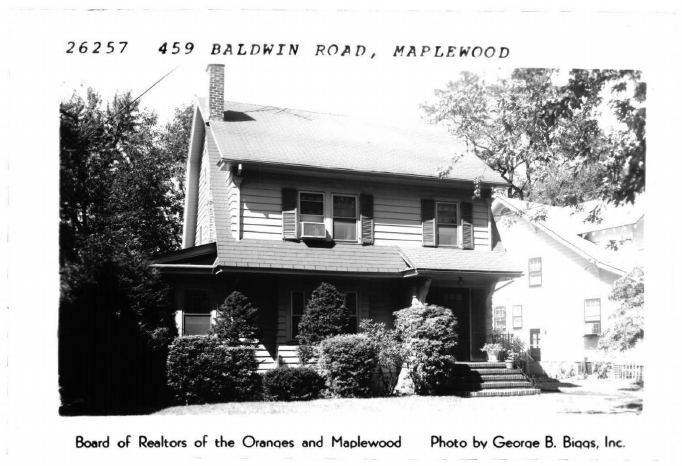 26257 459 BALDWIN ROAD, MAPLEWOOD
Board of Realtors of the Oranges and Maplewood Photo by George B. Biggs, Inc.